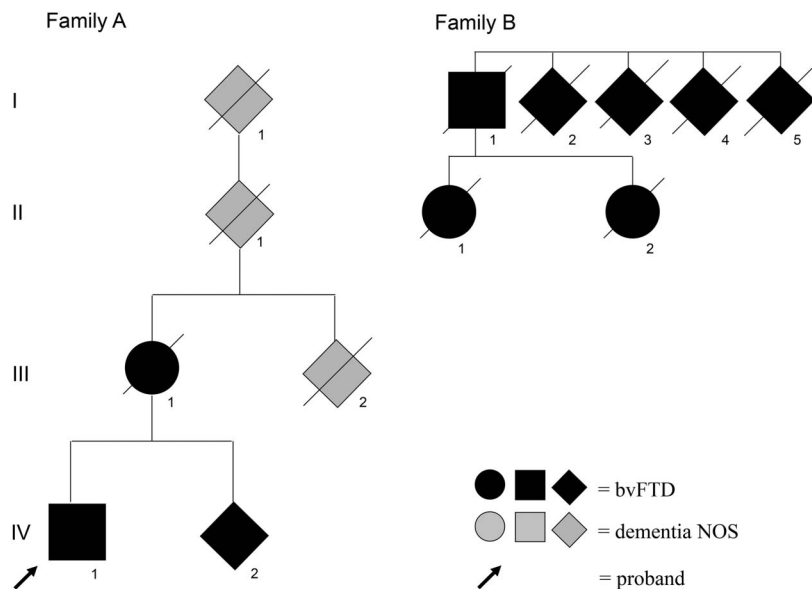 Family A
Family B
I
1
1 2 3 4 5
II
1
1 2
III
1 2
IV
1 2
= bvFTD
= dementia NOS
= proband